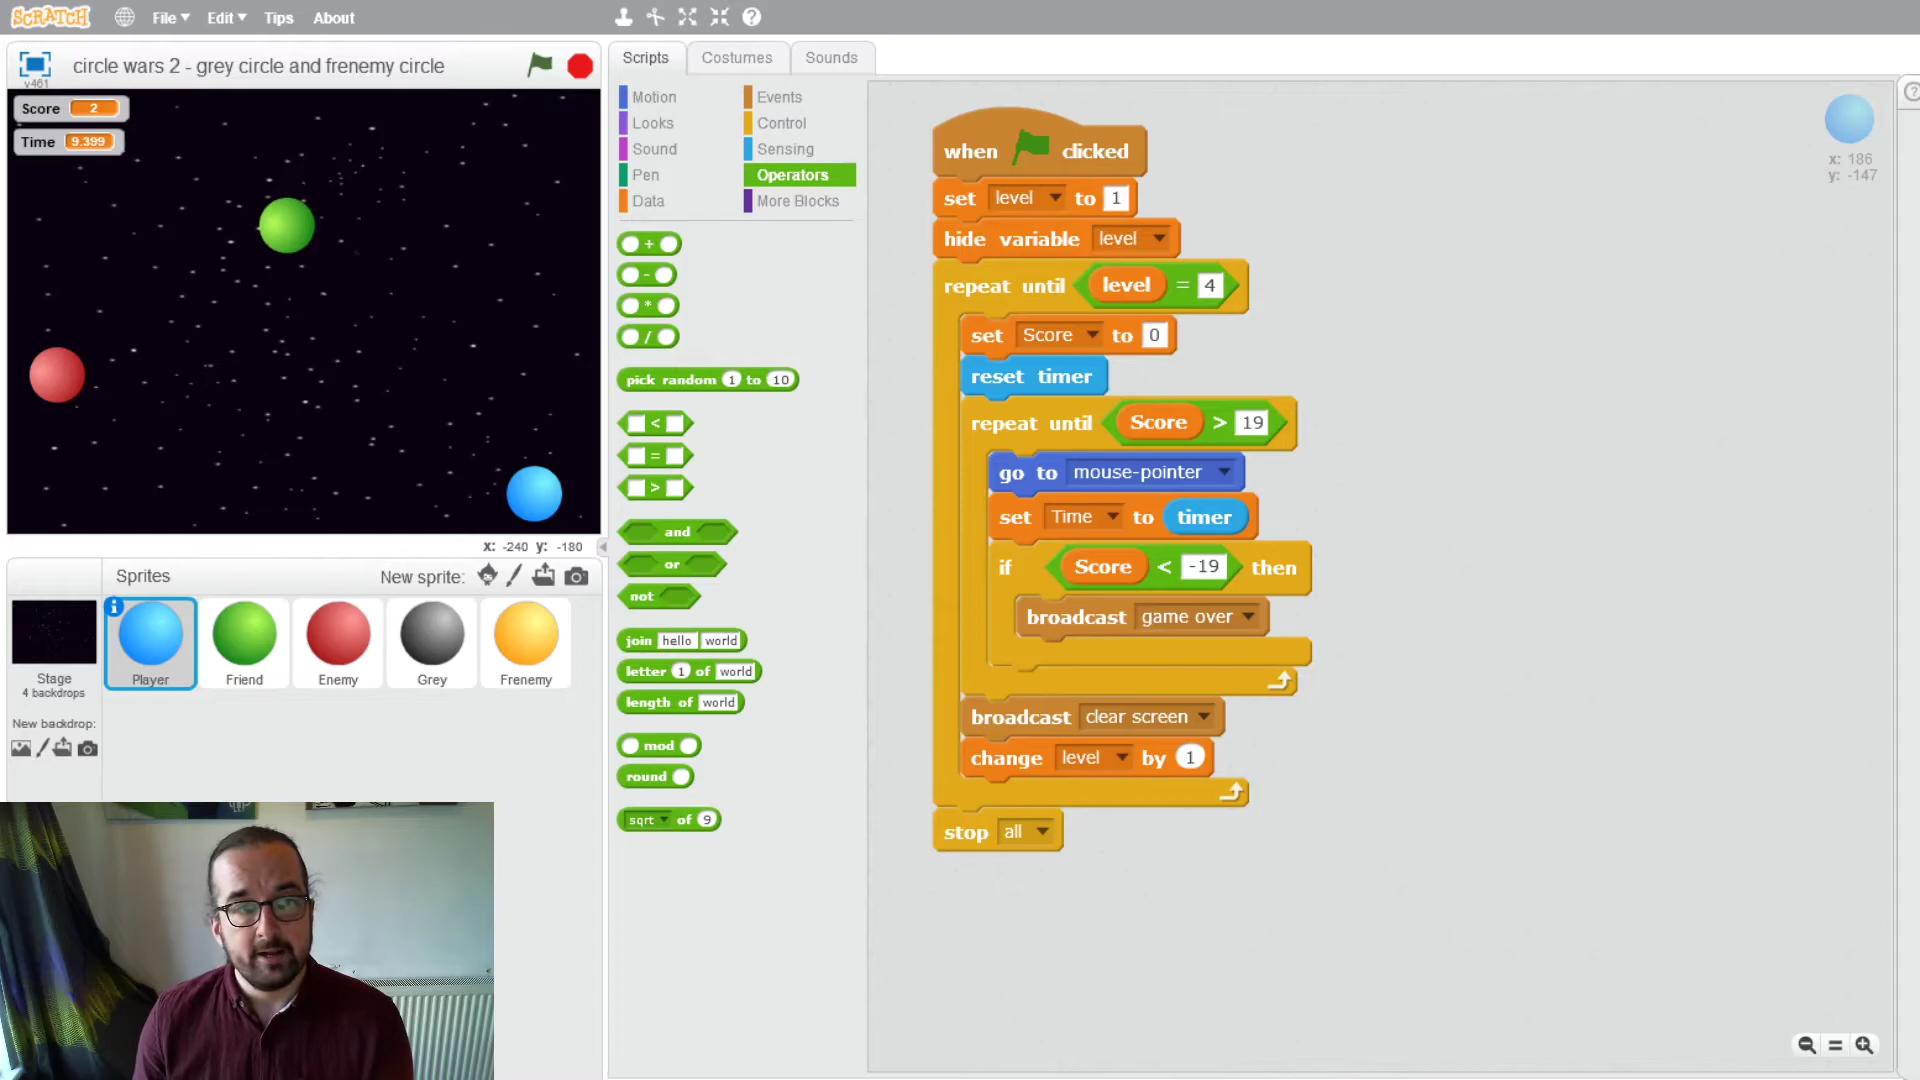 SCRATCH File Edit Tips About
circle wars 2 - grey circle and frenemy circle
v461
Score 2
Time 9.399
x: -240 y: -180
Sprites New sprite:
Stage
4 backdrops
New backdrop:
Player Friend Enemy Grey Frenemy
Scripts Costumes Sounds
Motion Events
Looks Control
Sound Sensing
Pen Operators
Data More Blocks
+
-
*
/
pick random 1 to 10
<
=
>
and
or
not
join hello world
letter 1 of world
length of world
mod
round
sqrt of 9
when clicked
set level to 1
hide variable level
repeat until level = 4
set Score to 0
reset timer
repeat until Score > 19
go to mouse-pointer
set Time to timer
if Score < -19 then
broadcast game over
broadcast clear screen
change level by 1
stop all
x: 186
y: -147